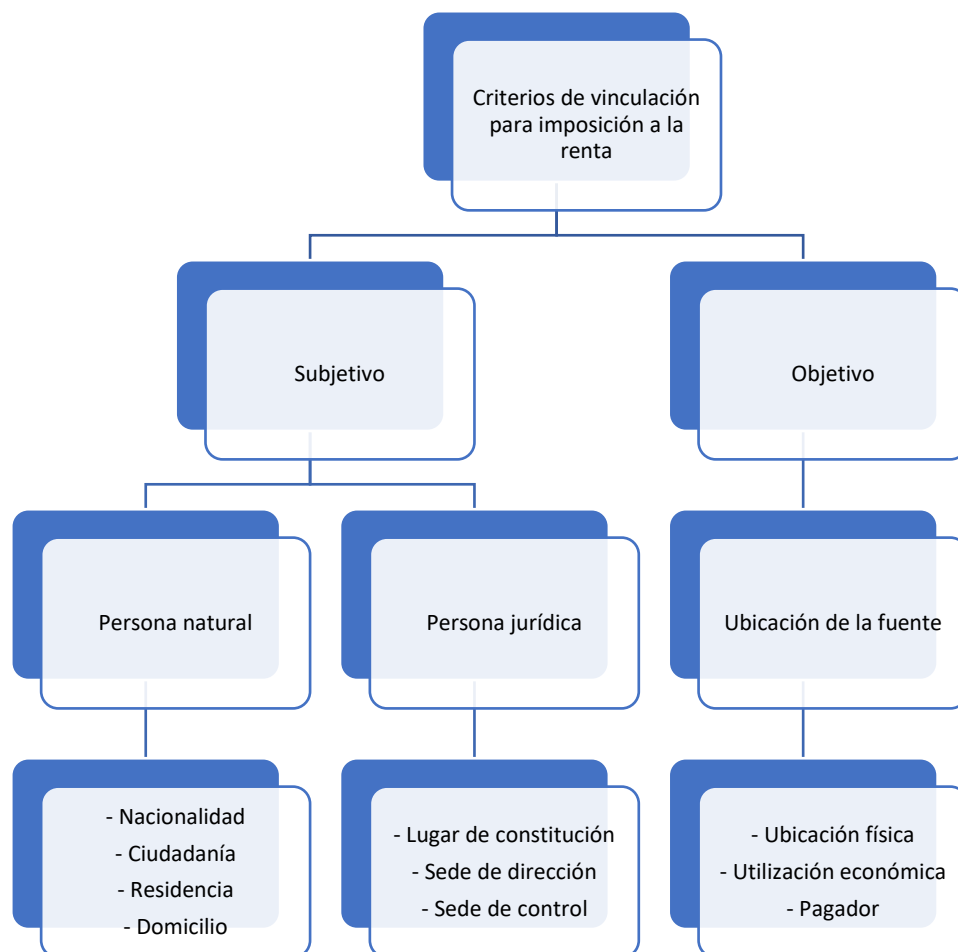 Criterios de vinculación
para imposición a la
renta
Subjetivo
Objetivo
Persona natural
Persona jurídica
Ubicación de la fuente
- Nacionalidad
- Ciudadanía
- Residencia
- Domicilio
- Lugar de constitución
- Sede de dirección
- Sede de control
- Ubicación física
- Utilización económica
- Pagador